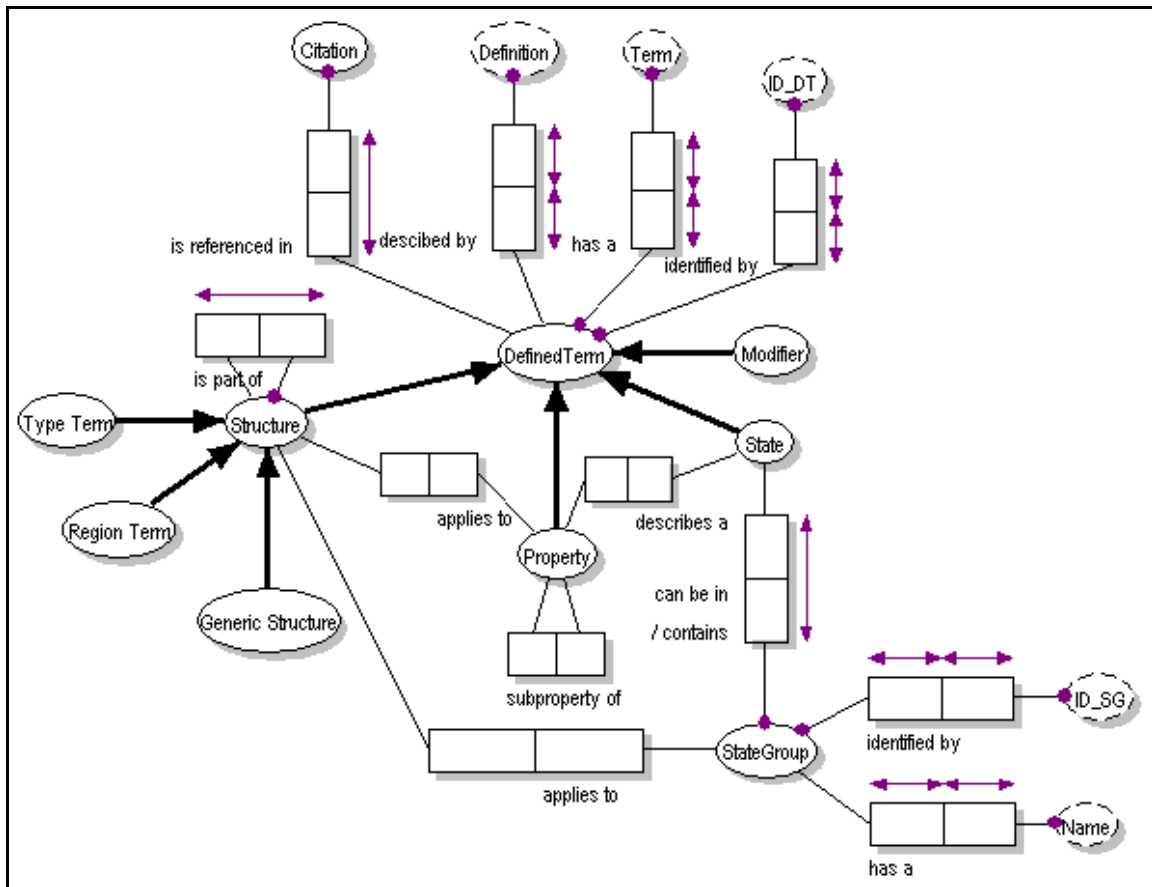 Citation
Definition
Term
ID_DT
is referenced in
descibed by
has a
identified by
is part of
DefinedTerm
Modifier
Type Term
Structure
State
Region Term
applies to
describes a
Property
Generic Structure
can be in
/ contains
subproperty of
ID_SG
identified by
StateGroup
applies to
Name
has a